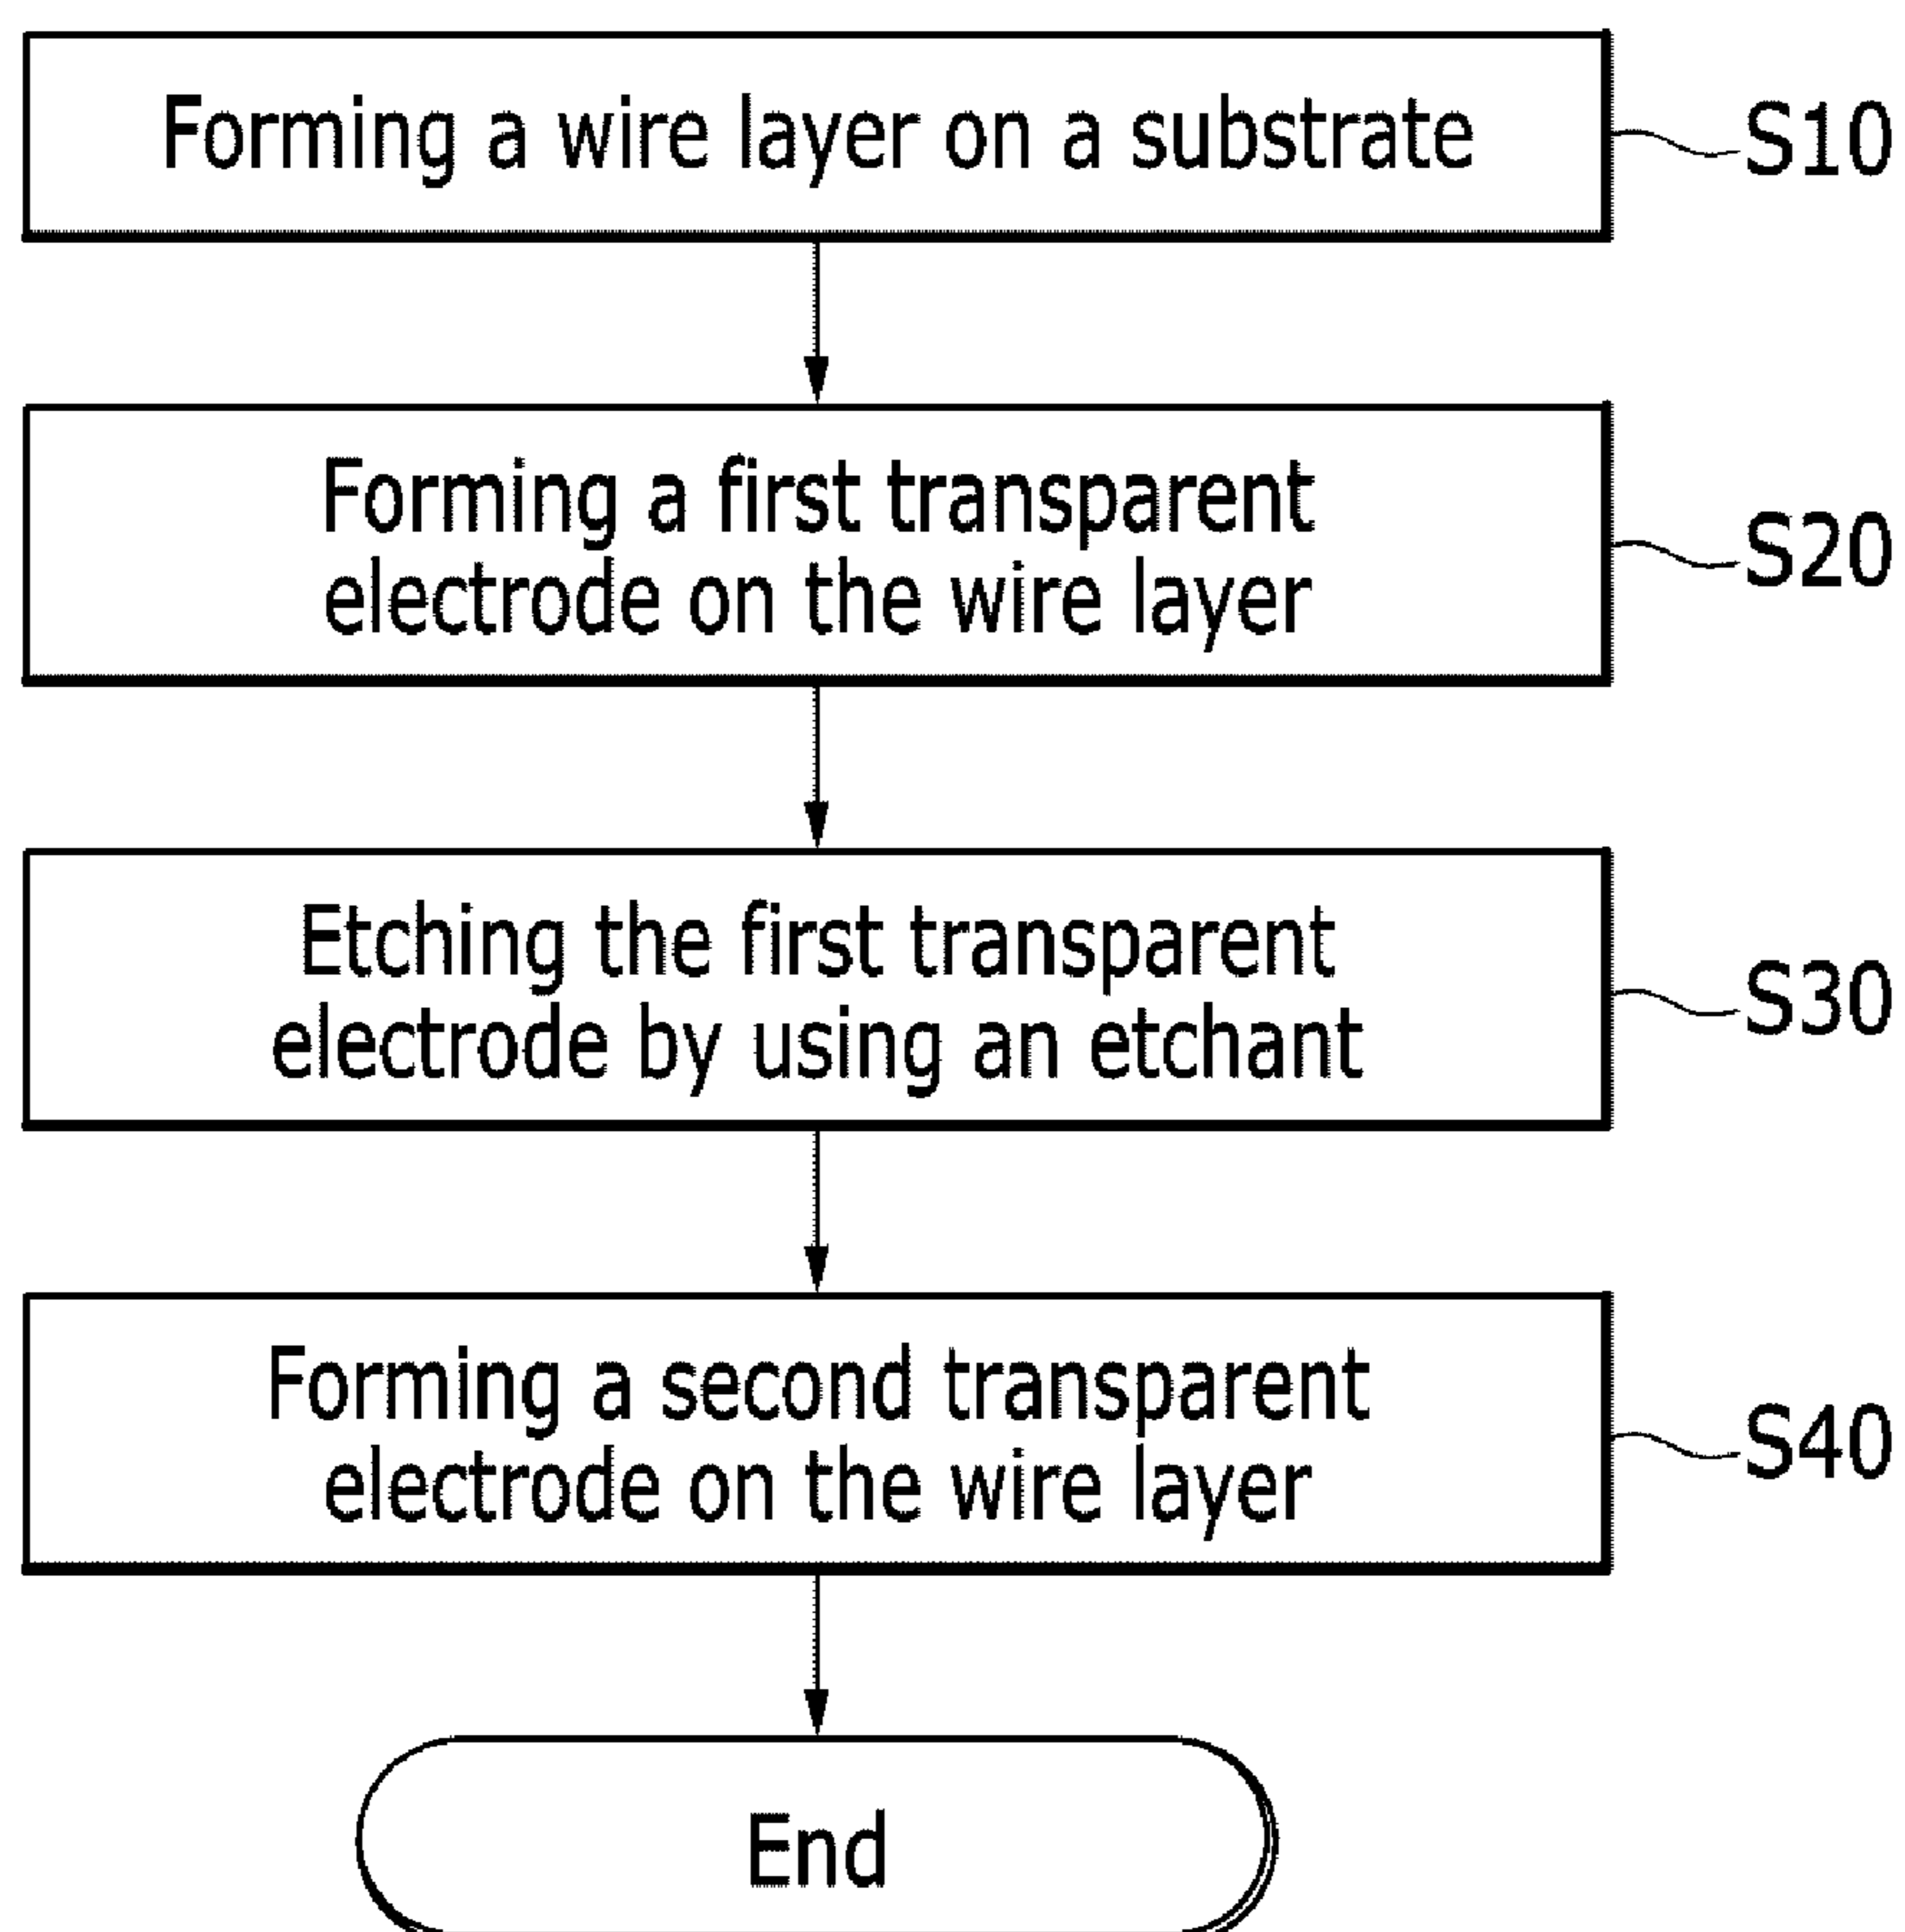 Forming a wire layer on a substrate
S10
Forming a first transparent
electrode on the wire layer
S20
Etching the first transparent
electrode by using an etchant
S30
Forming a second transparent
electrode on the wire layer
S40
End